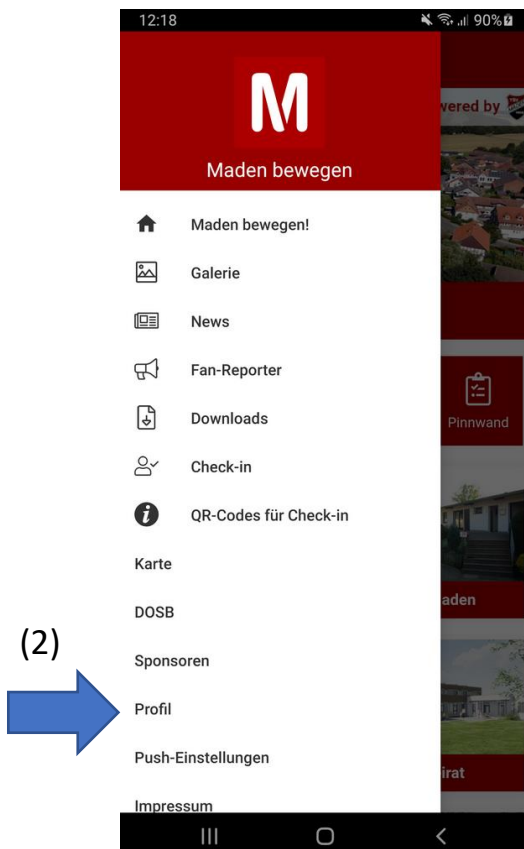 12:18
90%
M
wered by
Maden bewegen
Maden bewegen!
Galerie
News
Fan-Reporter
Downloads
Pinnwand
Check-in
QR-Codes für Check-in
Karte
aden
DOSB
(2)
Sponsoren
Profil
Push-Einstellungen
irat
Impressum